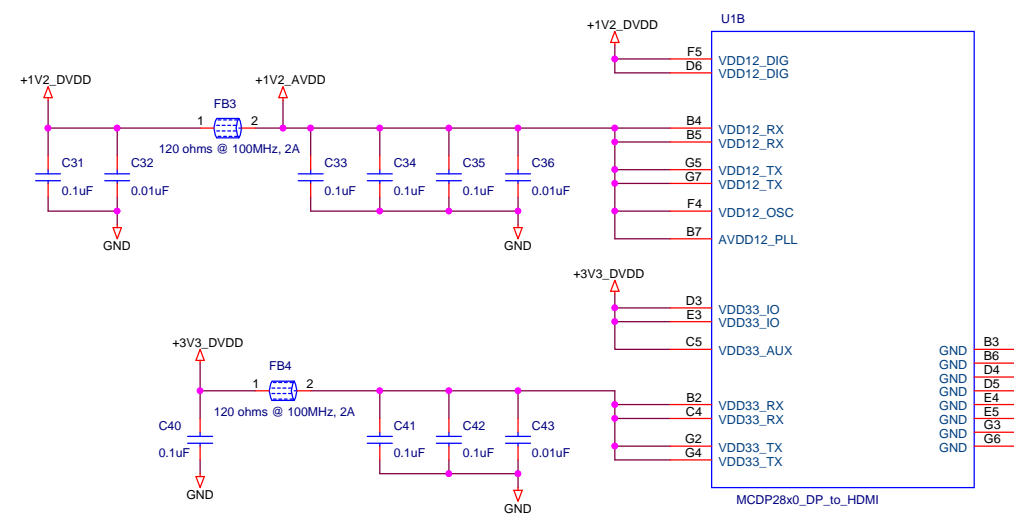 U1B
+1V2_DVDD
F5 VDD12_DIG
D6 VDD12_DIG
+1V2_DVDD
+1V2_AVDD
FB3
1 2
120 ohms @ 100MHz, 2A
B4 VDD12_RX
B5 VDD12_RX
C31
0.1uF
C32
0.01uF
C33
0.1uF
C34
0.1uF
C35
0.1uF
C36
0.01uF
G5 VDD12_TX
G7 VDD12_TX
F4 VDD12_OSC
B7 AVDD12_PLL
GND
GND
+3V3_DVDD
D3 VDD33_IO
E3 VDD33_IO
C5 VDD33_AUX
+3V3_DVDD
FB4
1 2
120 ohms @ 100MHz, 2A
B2 VDD33_RX
C4 VDD33_RX
C40
0.1uF
C41
0.1uF
C42
0.1uF
C43
0.01uF
G2 VDD33_TX
G4 VDD33_TX
GND
GND
GND B3
GND B6
GND D4
GND D5
GND E4
GND E5
GND G3
GND G6
MCDP28x0_DP_to_HDMI